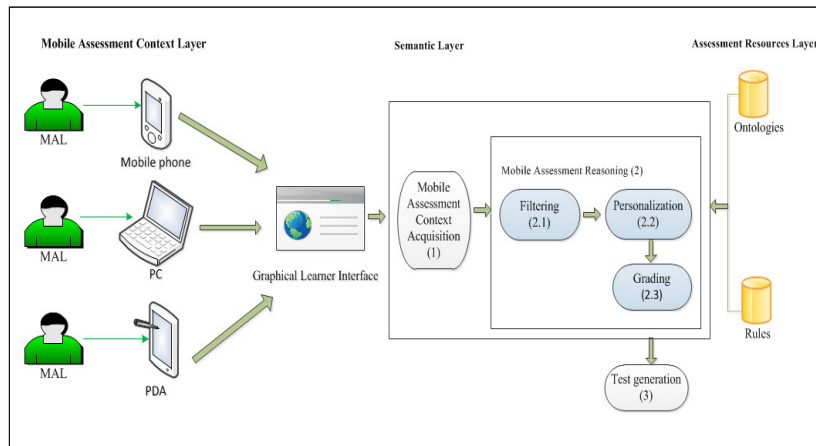 Mobile Assessment Context Layer
Semantic Layer
Assessment Resources Layer
MAL
Mobile phone
MAL
PC
MAL
PDA
Graphical Learner Interface
Mobile
Assessment
Context
Acquisition
(1)
Mobile Assessment Reasoning (2)
Filtering
(2.1)
Personalization
(2.2)
Grading
(2.3)
Test generation
(3)
Ontologies
Rules